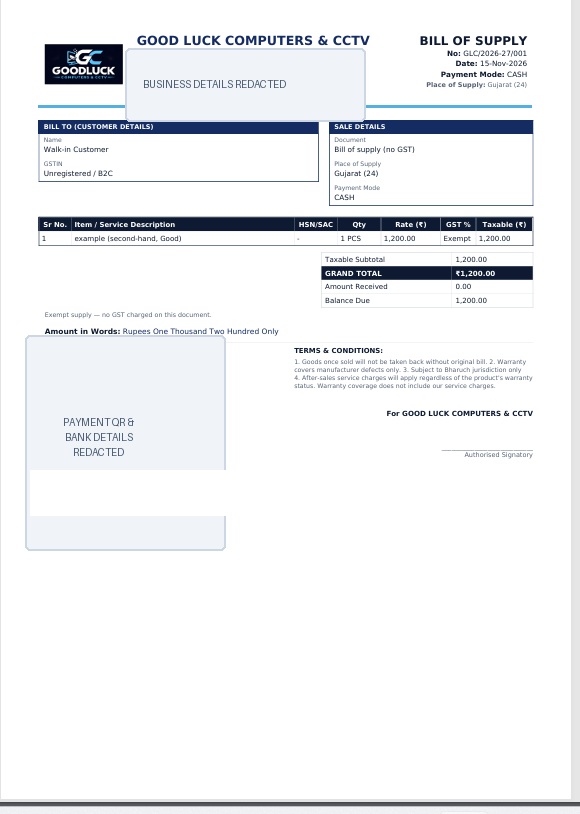 GC
GOODLUCK
COMPUTERS & CCTV
GOOD LUCK COMPUTERS & CCTV
BUSINESS DETAILS REDACTED
BILL OF SUPPLY
No: GLC/2026-27/001
Date: 15-Nov-2026
Payment Mode: CASH
Place of Supply: Gujarat (24)
BILL TO (CUSTOMER DETAILS)
Name
Walk-in Customer
GSTIN
Unregistered / B2C
SALE DETAILS
Document
Bill of supply (no GST)
Place of Supply
Gujarat (24)
Payment Mode
CASH
Sr No. Item / Service Description HSN/SAC Qty Rate (₹) GST % Taxable (₹)
1 example (second-hand, Good) - 1 PCS 1,200.00 Exempt 1,200.00
Taxable Subtotal 1,200.00
GRAND TOTAL ₹1,200.00
Amount Received 0.00
Balance Due 1,200.00
Exempt supply — no GST charged on this document.
Amount in Words: Rupees One Thousand Two Hundred Only
PAYMENT QR &
BANK DETAILS
REDACTED
TERMS & CONDITIONS:
1. Goods once sold will not be taken back without original bill. 2. Warranty
covers manufacturer defects only. 3. Subject to Bharuch jurisdiction only
4. After-sales service charges will apply regardless of the product's warranty
status. Warranty coverage does not include our service charges.
For GOOD LUCK COMPUTERS & CCTV
Authorised Signatory